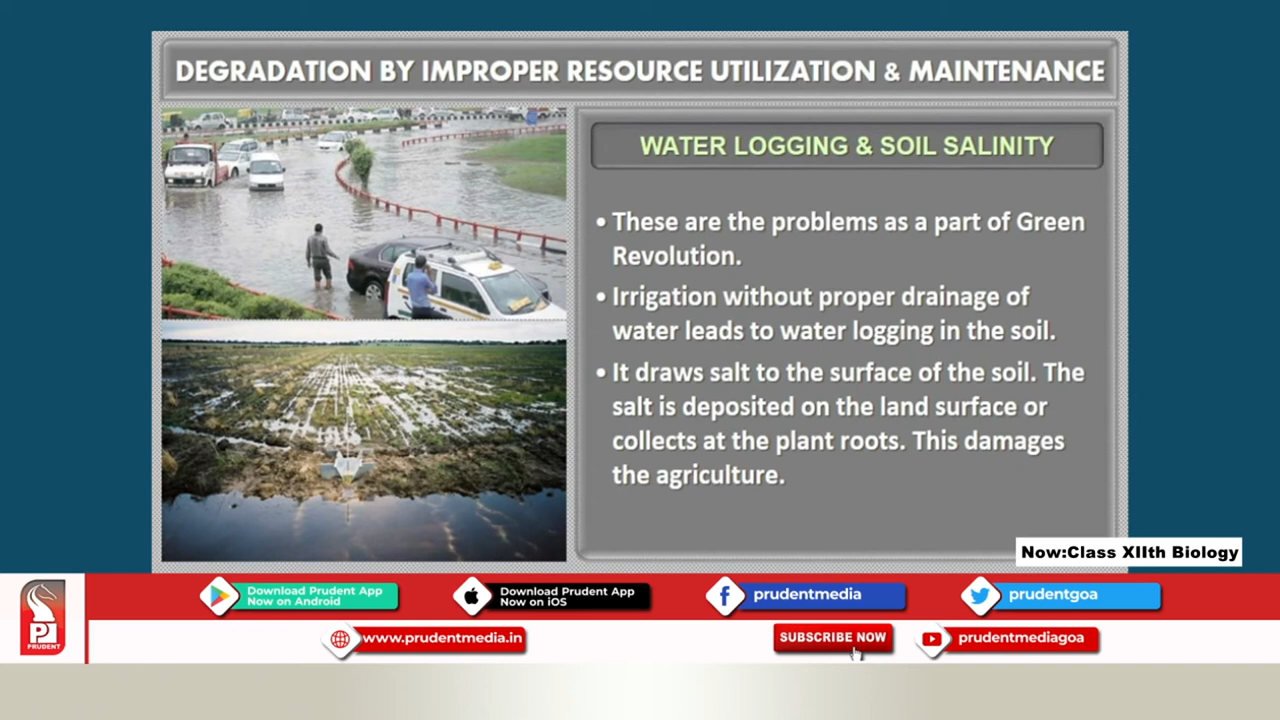 DEGRADATION BY IMPROPER RESOURCE UTILIZATION & MAINTENANCE
WATER LOGGING & SOIL SALINITY
• These are the problems as a part of Green
Revolution.
• Irrigation without proper drainage of
water leads to water logging in the soil.
• It draws salt to the surface of the soil. The
salt is deposited on the land surface or
collects at the plant roots. This damages
the agriculture.
Now:Class XIIth Biology
PRUDENT
Download Prudent App
Now on Android
Download Prudent App
Now on iOS
prudentmedia
prudentgoa
www.prudentmedia.in
SUBSCRIBE NOW
prudentmediagoa